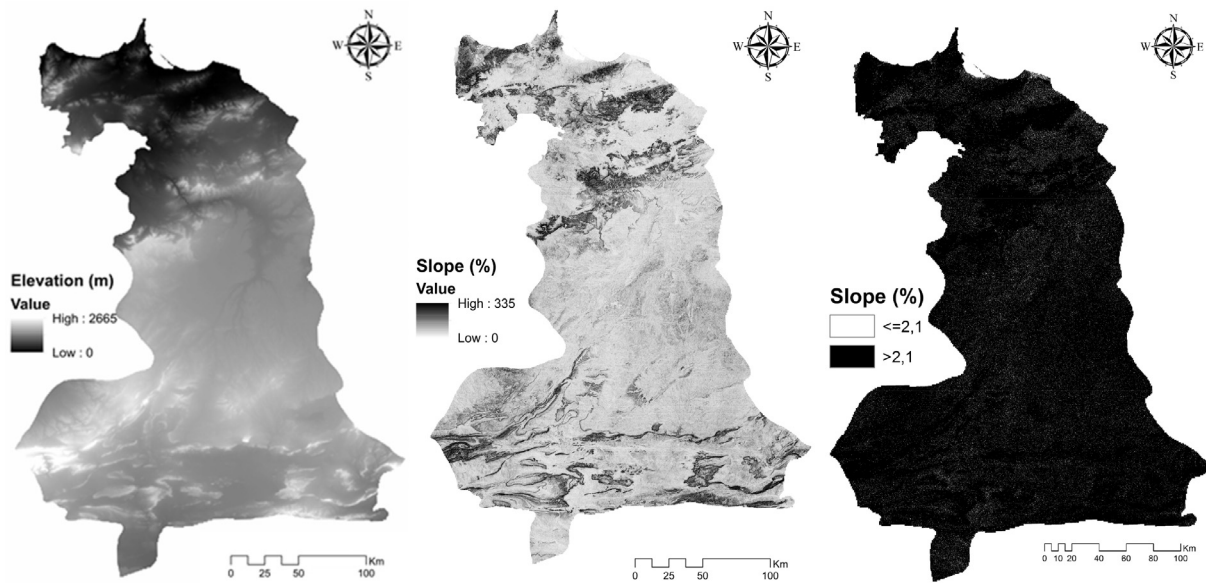 N
W E
S
Elevation (m)
Value
High : 2665
Low : 0
Km
0 25 50 100
N
W E
S
Slope (%)
Value
High : 335
Low : 0
Km
0 25 50 100
N
W E
S
Slope (%)
<=2,1
>2,1
Km
0 10 20 40 60 80 100